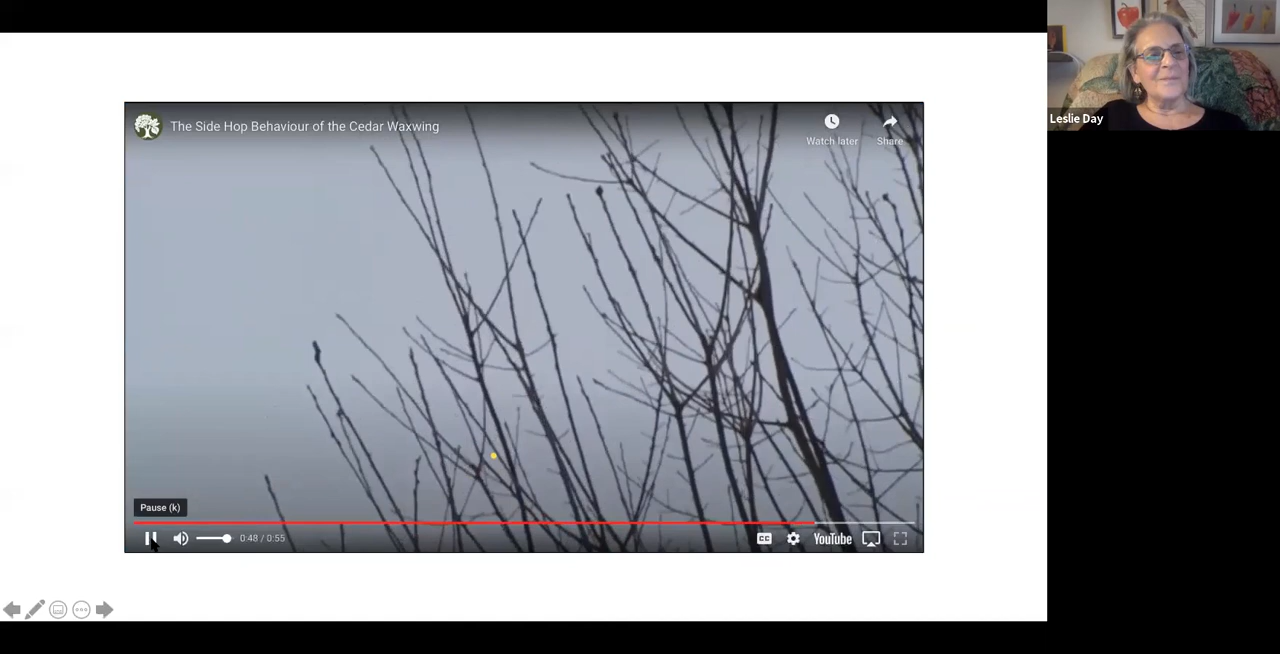 Leslie Day
The Side Hop Behaviour of the Cedar Waxwing
Watch later
Share
Pause (k)
0:48 / 0:55
CC
YouTube